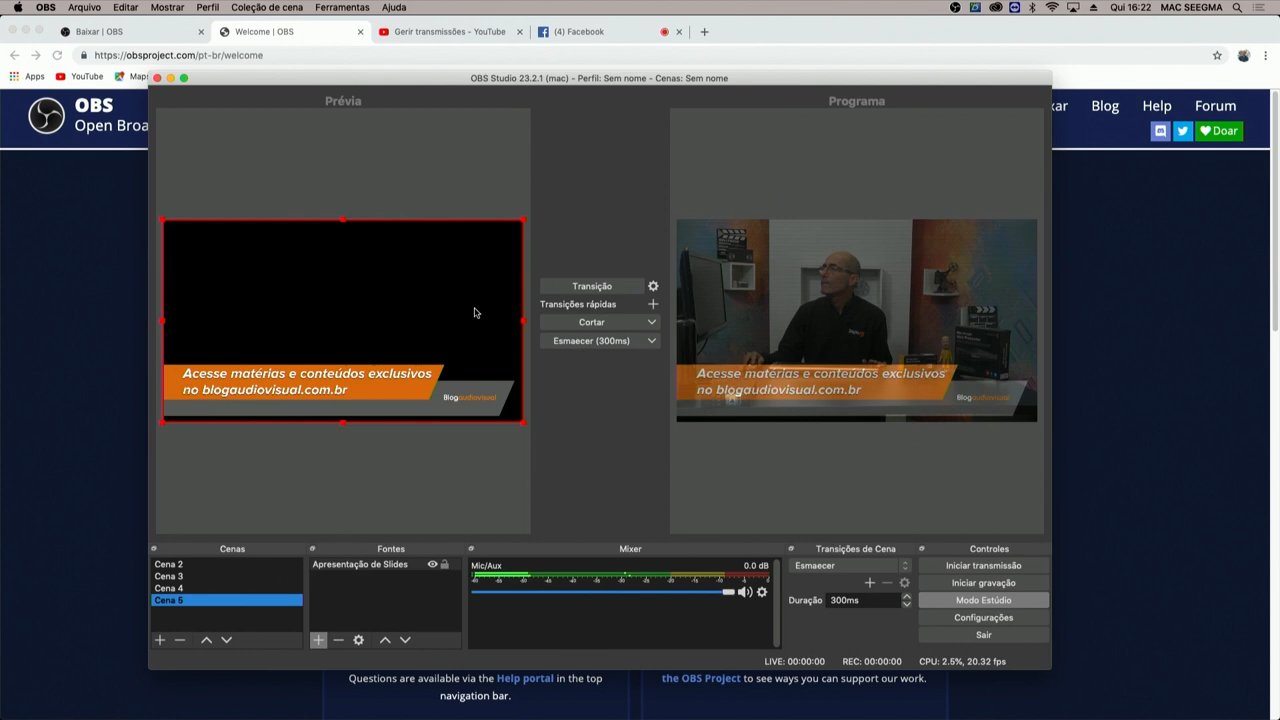 OBS Arquivo Editar Mostrar Perfil Coleção de cena Ferramentas Ajuda
Qui 16:22 MAC SEEGMA
Baixar | OBS
Welcome | OBS
Gerir transmissões - YouTube
(4) Facebook
https://obsproject.com/pt-br/welcome
Apps YouTube Maps
OBS Studio 23.2.1 (mac) - Perfil: Sem nome - Cenas: Sem nome
OBS
Open Broa
xar Blog Help Forum
Doar
Prévia
Programa
Acesse matérias e conteúdos exclusivos
no blogaudiovisual.com.br
Blogaudiovisual
Transição
Transições rápidas
Cortar
Esmaecer (300ms)
Acesse matérias e conteúdos exclusivos
no blogaudiovisual.com.br
Blogaudiovisual
Cenas
Fontes
Mixer
Transições de Cena
Controles
Cena 2
Cena 3
Cena 4
Cena 5
Apresentação de Slides
Mic/Aux 0.0 dB
Esmaecer
Duração 300ms
Iniciar transmissão
Iniciar gravação
Modo Estúdio
Configurações
Sair
LIVE: 00:00:00 REC: 00:00:00 CPU: 2.5%, 20.32 fps
Questions are available via the Help portal in the top
navigation bar.
the OBS Project to see ways you can support our work.